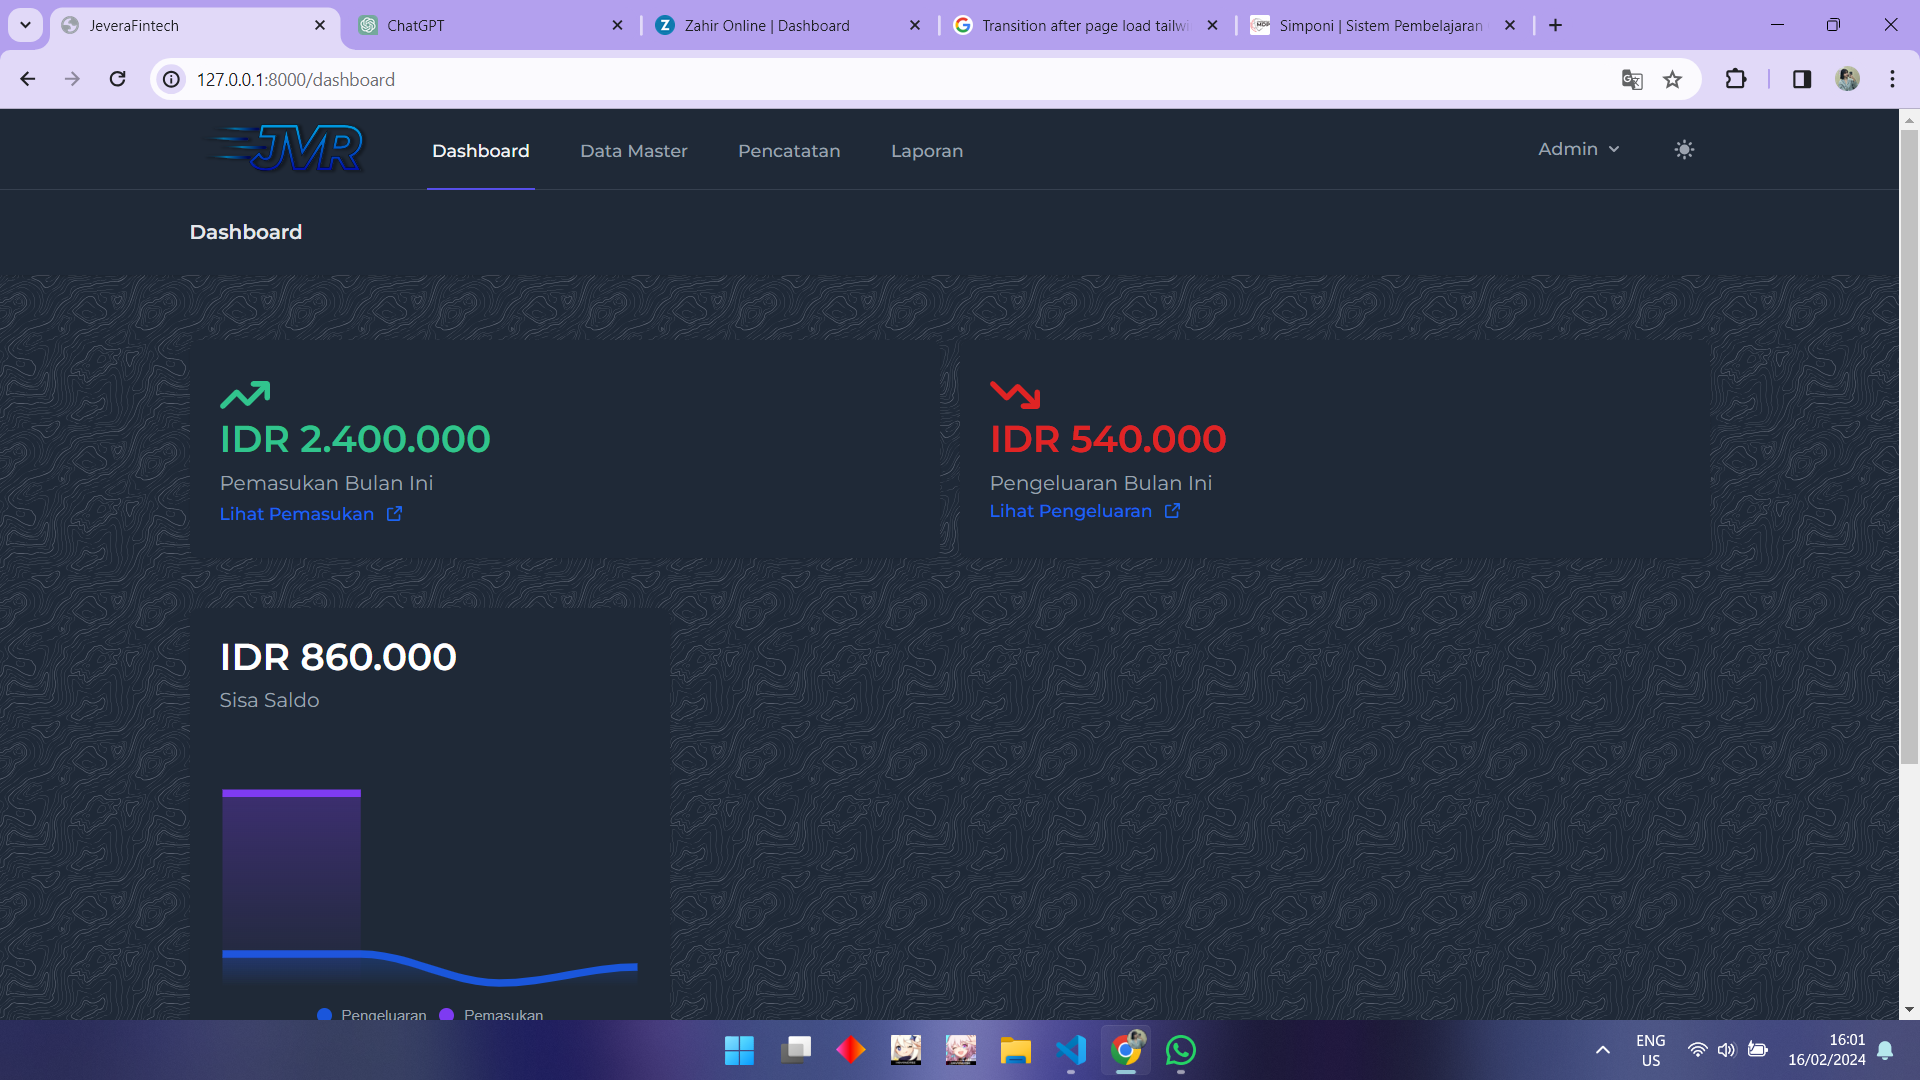 JeveraFintech
ChatGPT
Zahir Online | Dashboard
Transition after page load tailwi
Simponi | Sistem Pembelajaran
127.0.0.1:8000/dashboard
JVR
Dashboard
Data Master
Pencatatan
Laporan
Admin
Dashboard
IDR 2.400.000
Pemasukan Bulan Ini
Lihat Pemasukan
IDR 540.000
Pengeluaran Bulan Ini
Lihat Pengeluaran
IDR 860.000
Sisa Saldo
Pengeluaran
Pemasukan
ENG
US
16:01
16/02/2024